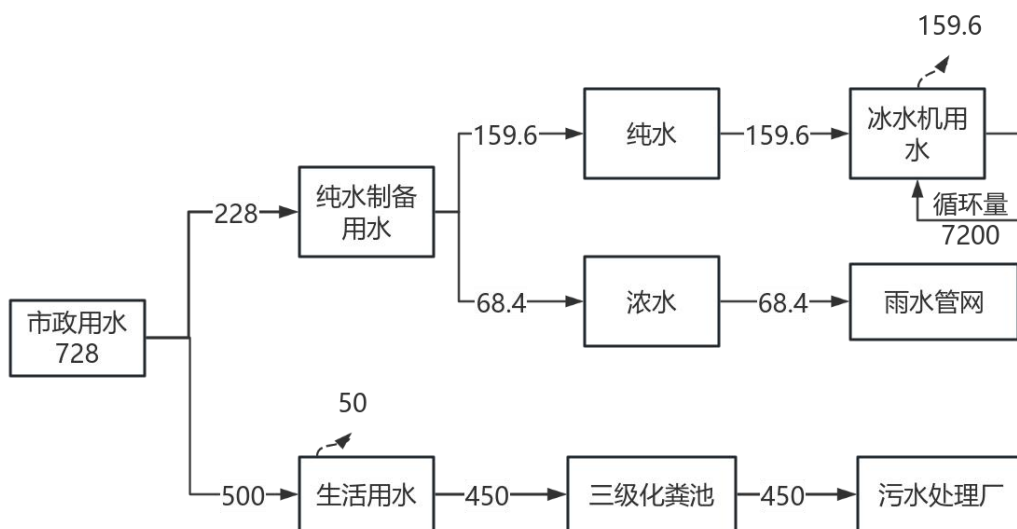 159.6
159.6
纯水
159.6
冰水机用
水
228
纯水制备
用水
循环量
7200
68.4
浓水
68.4
雨水管网
市政用水
728
50
500
生活用水
450
三级化粪池
450
污水处理厂